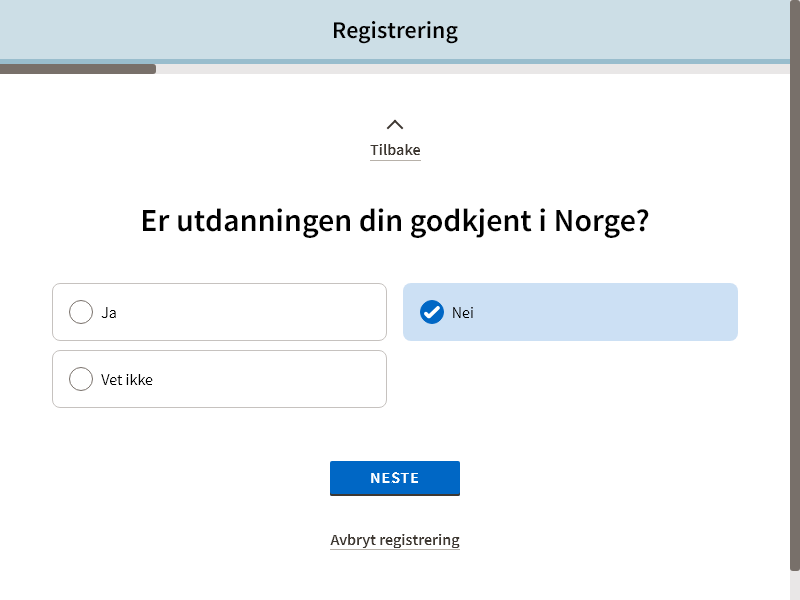 Registrering
Tilbake
Er utdanningen din godkjent i Norge?
Ja
Nei
Vet ikke
NESTE
Avbryt registrering